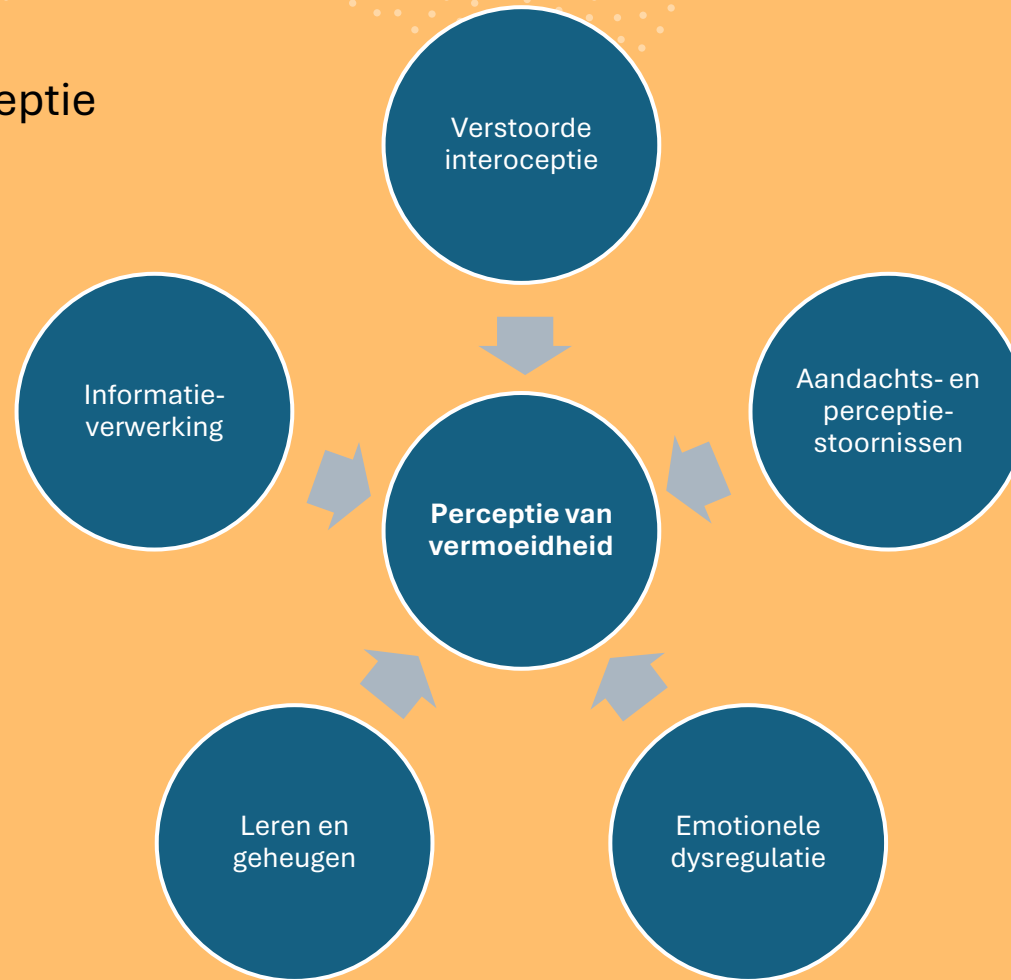 eptie
Verstoorde
interoceptie
Informatie-
verwerking
Aandachts- en
perceptie-
stoornissen
Perceptie van
vermoeidheid
Leren en
geheugen
Emotionele
dysregulatie